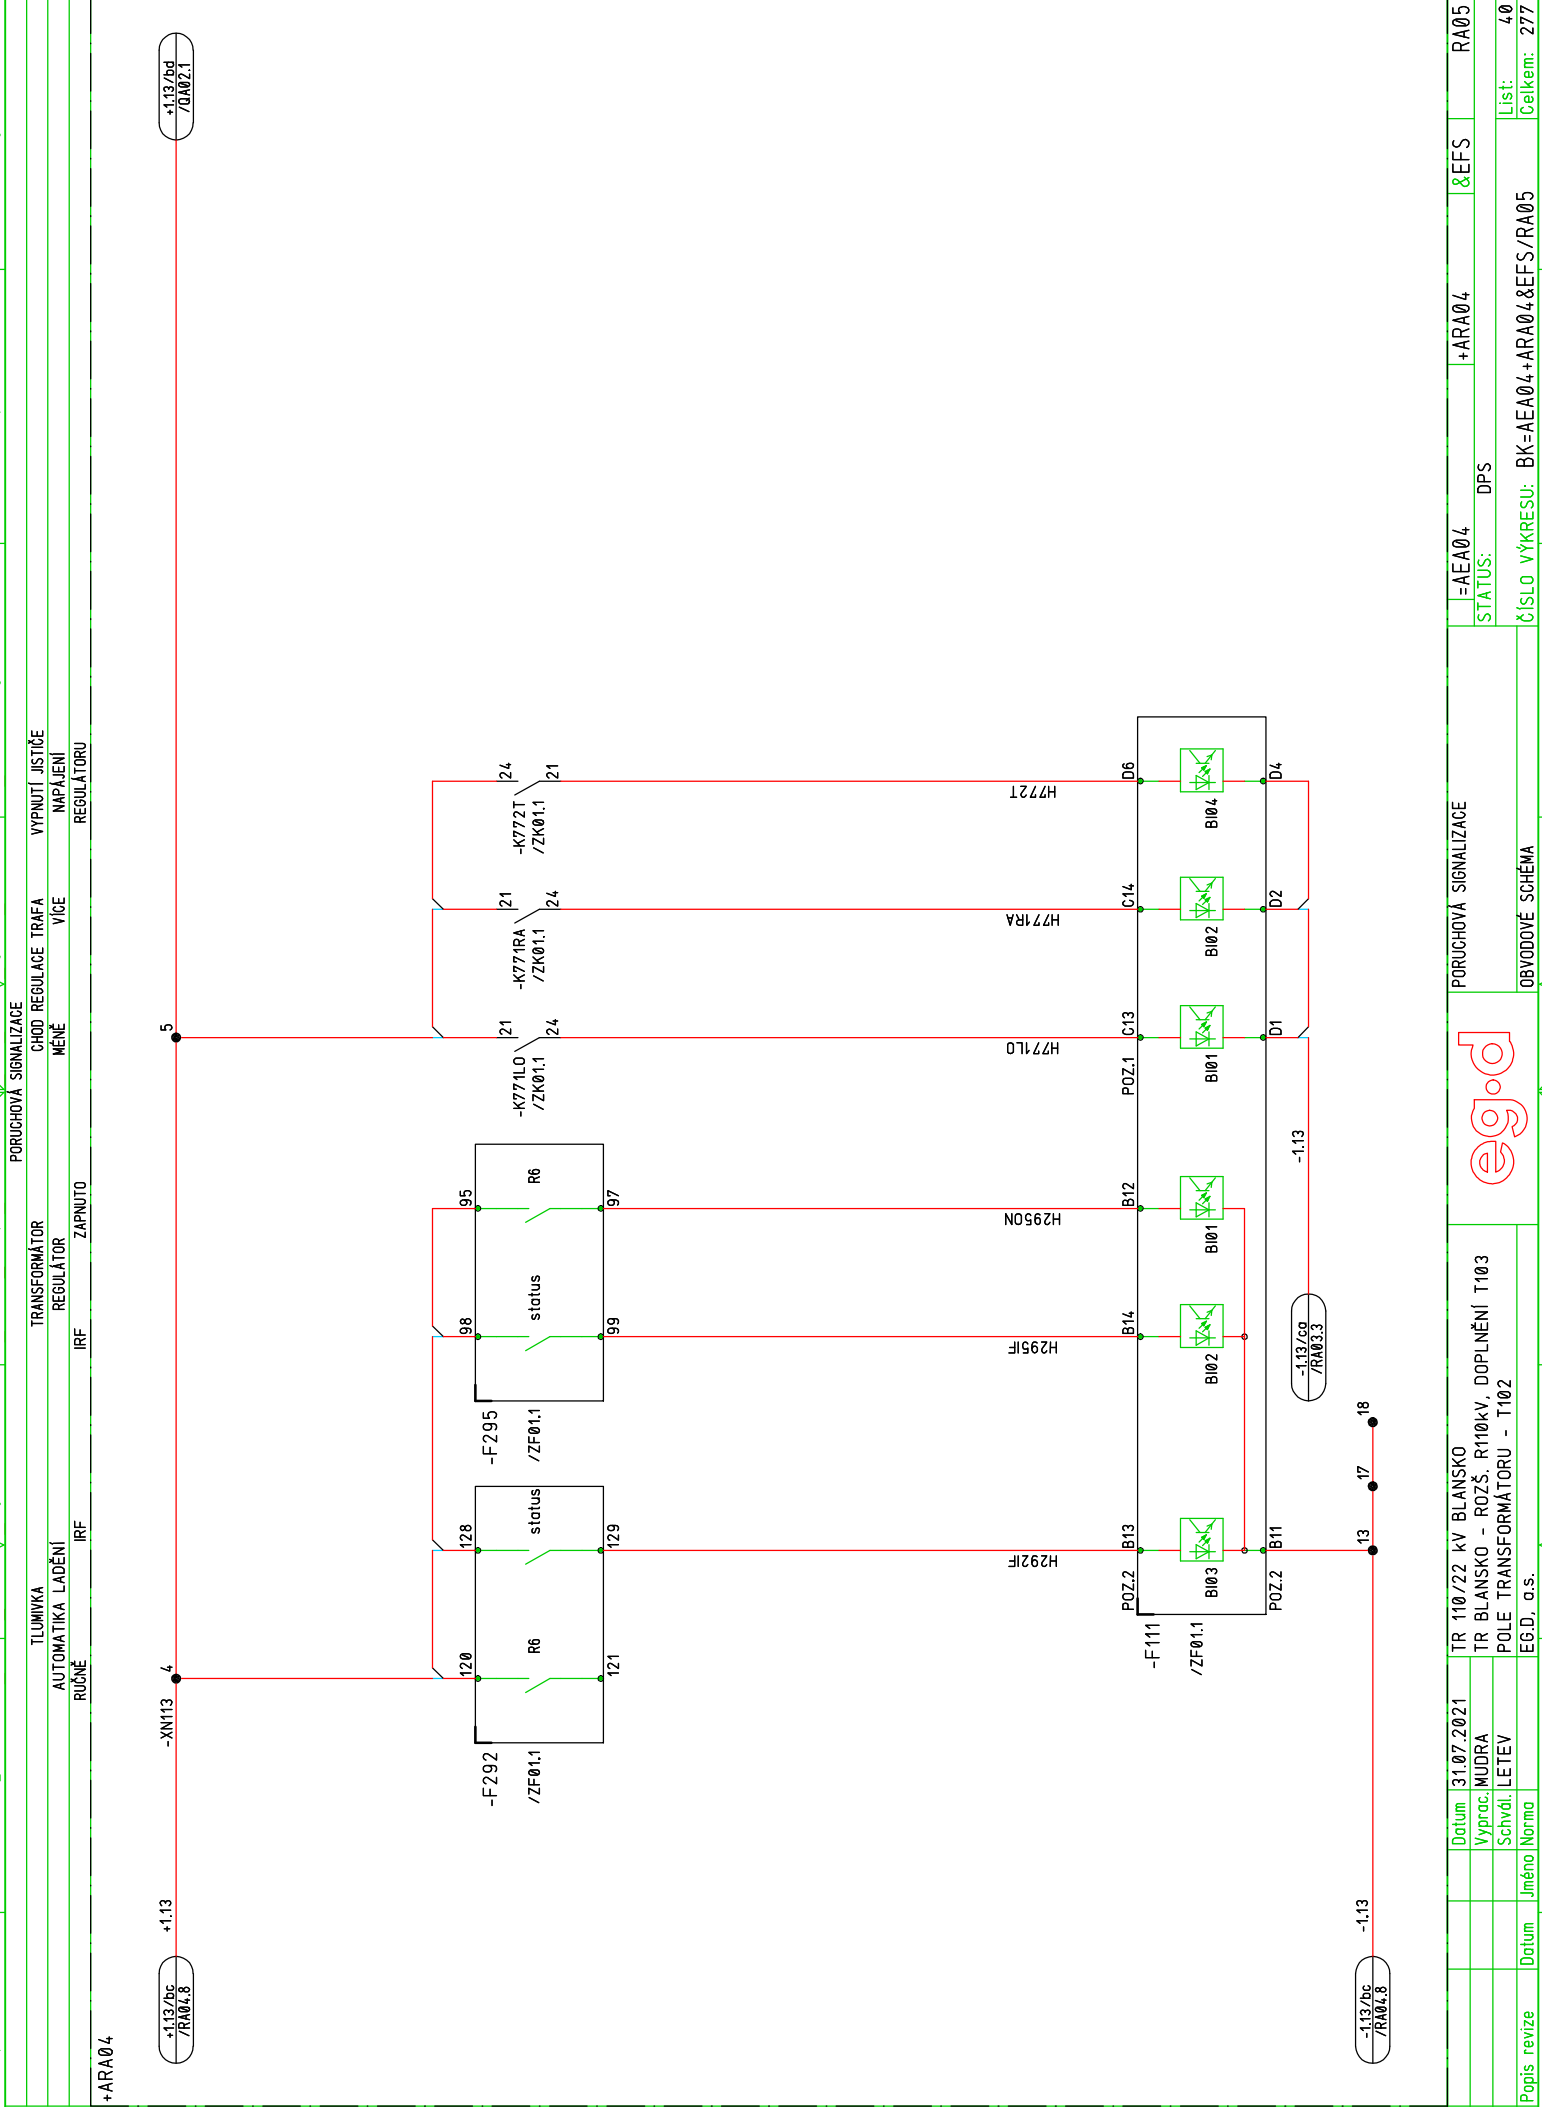 PORUCHOVÁ SIGNALIZACE
TLUMIVKA
TRANSFORMÁTOR
CHOD REGULACE TRAFA
VYPNUTÍ JISTIČE
AUTOMATIKA LADĚNÍ
REGULÁTOR
MÉNĚ
VÍCE
NAPÁJENÍ
RUČNĚ
IRF
IRF
ZAPNUTO
REGULÁTORU
+ARA04
+1.13/bc
/RA04.8
+1.13
-XN113
4
5
+1.13/bd
/QA02.1
-F292
/ZF01.1
120
R6
121
128
status
129
-F295
/ZF01.1
98
status
99
95
R6
97
-K771LO
/ZK01.1
21
24
-K771RA
/ZK01.1
21
24
-K772T
/ZK01.1
24
21
H292IF
H295IF
H295ON
H771LO
H771RA
H772T
-F111
/ZF01.1
POZ.2
B13
B14
B12
POZ.1
C13
C14
D6
BI03
BI02
BI01
BI01
BI02
BI04
POZ.2
B11
D1
D2
D4
-1.13
-1.13/ca
/RA03.3
-1.13/bc
/RA04.8
-1.13
13
17
18
Popis revize
Datum
Jméno
Datum
31.07.2021
Vyprac.
MUDRA
Schvál.
LETEV
Norma
TR 110/22 kV BLANSKO
TR BLANSKO - ROZŠ. R110kV, DOPLNĚNÍ T103
POLE TRANSFORMÁTORU - T102
EG.D, a.s.
eg.d
PORUCHOVÁ SIGNALIZACE
OBVODOVÉ SCHÉMA
=AEA04
+ARA04
&EFS
RA05
STATUS:
DPS
ČÍSLO VÝKRESU:
BK=AEA04+ARA04&EFS/RA05
List:
40
Celkem:
277